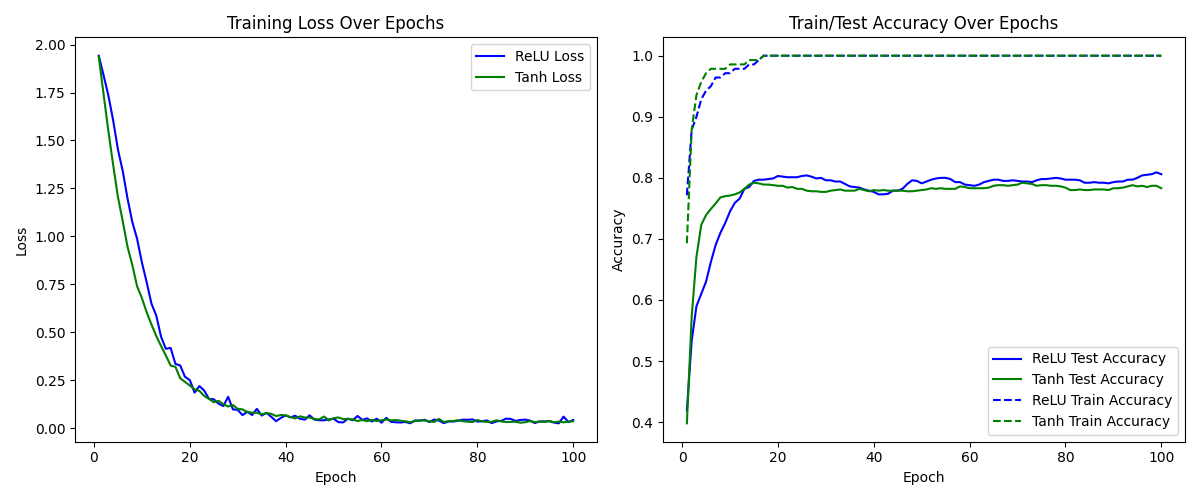 Training Loss Over Epochs
2.00
1.75
1.50
1.25
1.00
0.75
0.50
0.25
0.00
Loss
ReLU Loss
Tanh Loss
0 20 40 60 80 100
Epoch
Train/Test Accuracy Over Epochs
1.0
0.9
0.8
0.7
0.6
0.5
0.4
Accuracy
ReLU Test Accuracy
Tanh Test Accuracy
ReLU Train Accuracy
Tanh Train Accuracy
0 20 40 60 80 100
Epoch